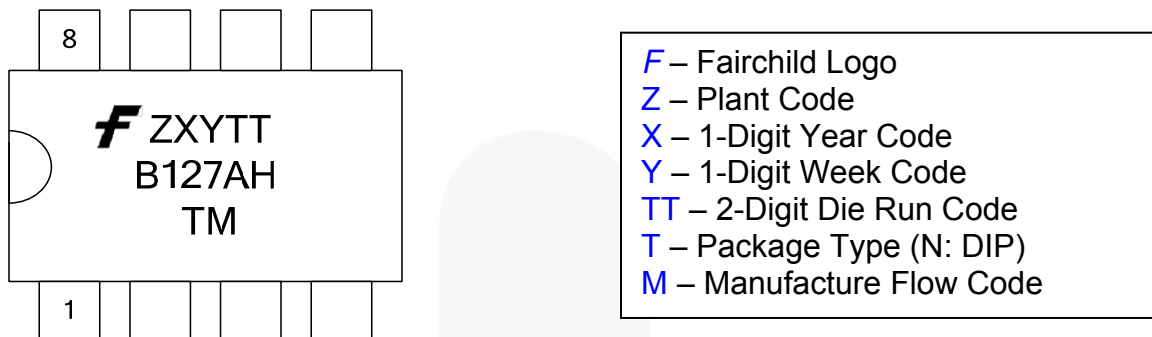 8
F ZXYTT
B127AH
TM
1
F – Fairchild Logo
Z – Plant Code
X – 1-Digit Year Code
Y – 1-Digit Week Code
TT – 2-Digit Die Run Code
T – Package Type (N: DIP)
M – Manufacture Flow Code